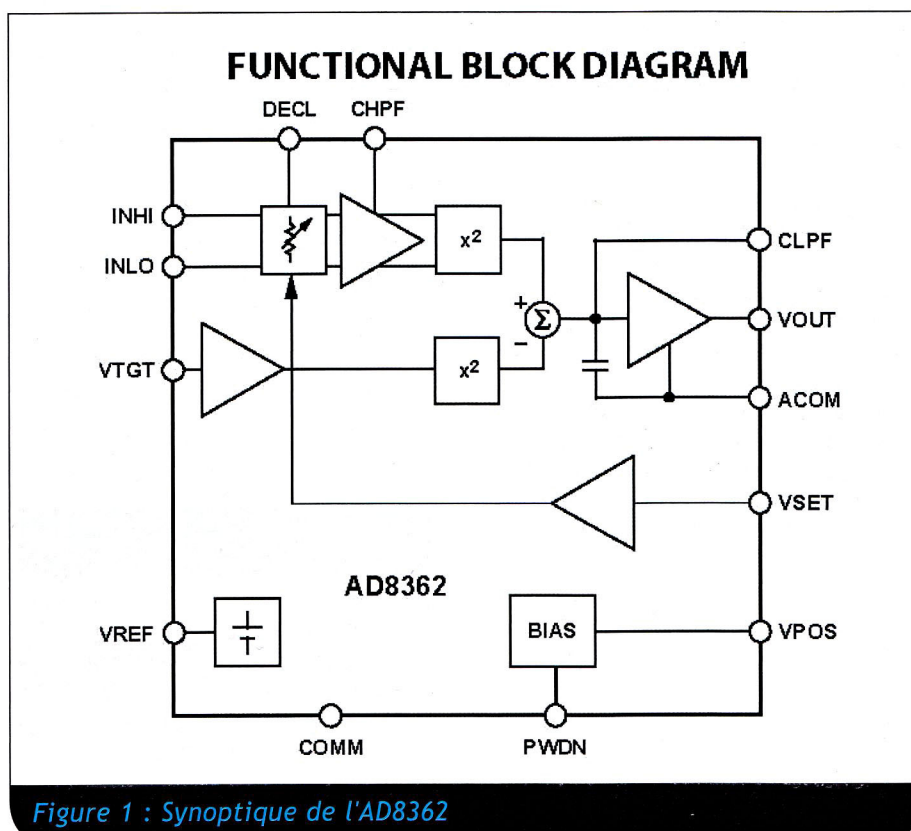 FUNCTIONAL BLOCK DIAGRAM
DECL CHPF
INHI
x²
CLPF
INLO
+
Σ
VOUT
−
VTGT
x²
ACOM
VSET
AD8362
VREF
BIAS
VPOS
COMM
PWDN
Figure 1 : Synoptique de l'AD8362